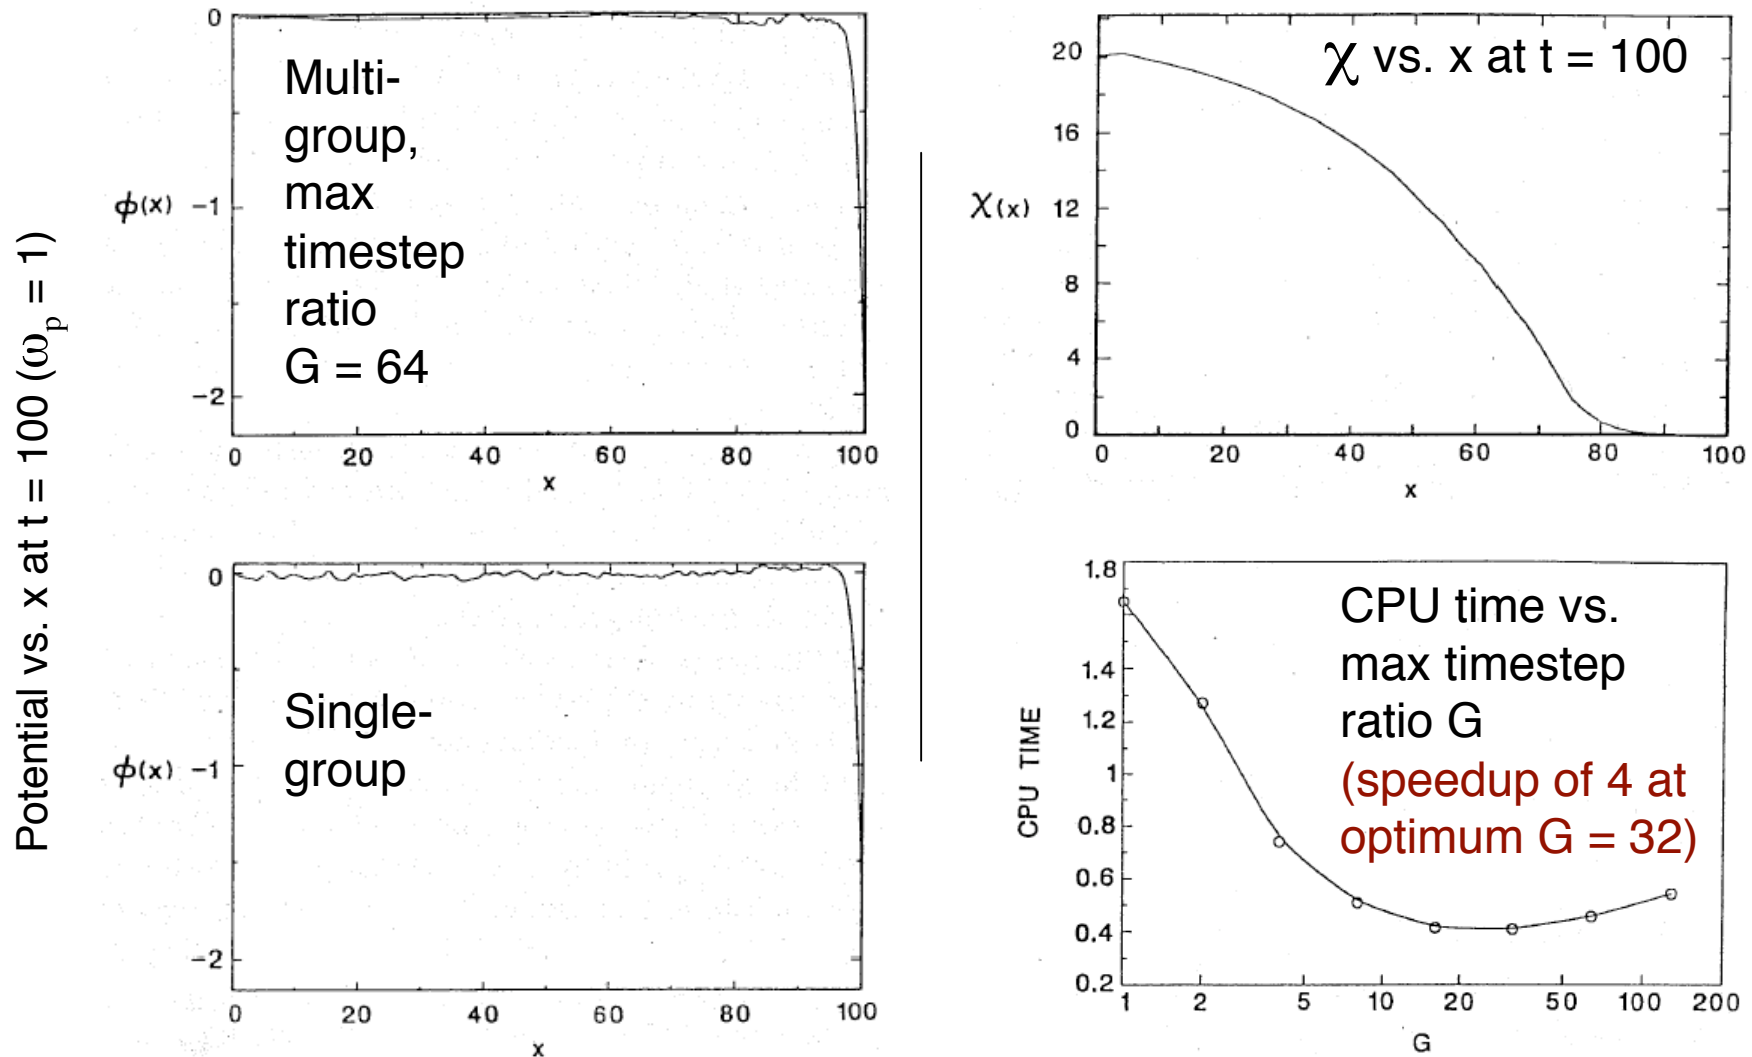 Potential vs. x at t = 100 (ωp = 1)
0
−1
−2
ϕ(x)
Multi-
group,
max
timestep
ratio
G = 64
0 20 40 60 80 100
x
20
16
12
8
4
0
χ(x)
χ vs. x at t = 100
0 20 40 60 80 100
x
0
−1
−2
ϕ(x)
Single-
group
0 20 40 60 80 100
x
1.8
1.4
1.2
1
0.8
0.6
0.4
0.2
CPU TIME
CPU time vs.
max timestep
ratio G
(speedup of 4 at
optimum G = 32)
1 2 5 10 20 50 100 200
G